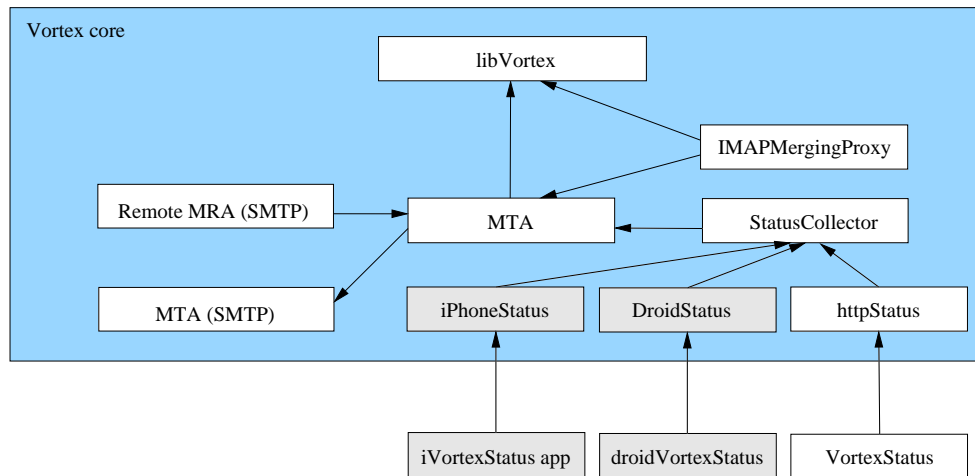 Vortex core
libVortex
IMAPMergingProxy
Remote MRA (SMTP)
MTA
StatusCollector
MTA (SMTP)
iPhoneStatus
DroidStatus
httpStatus
iVortexStatus app
droidVortexStatus
VortexStatus